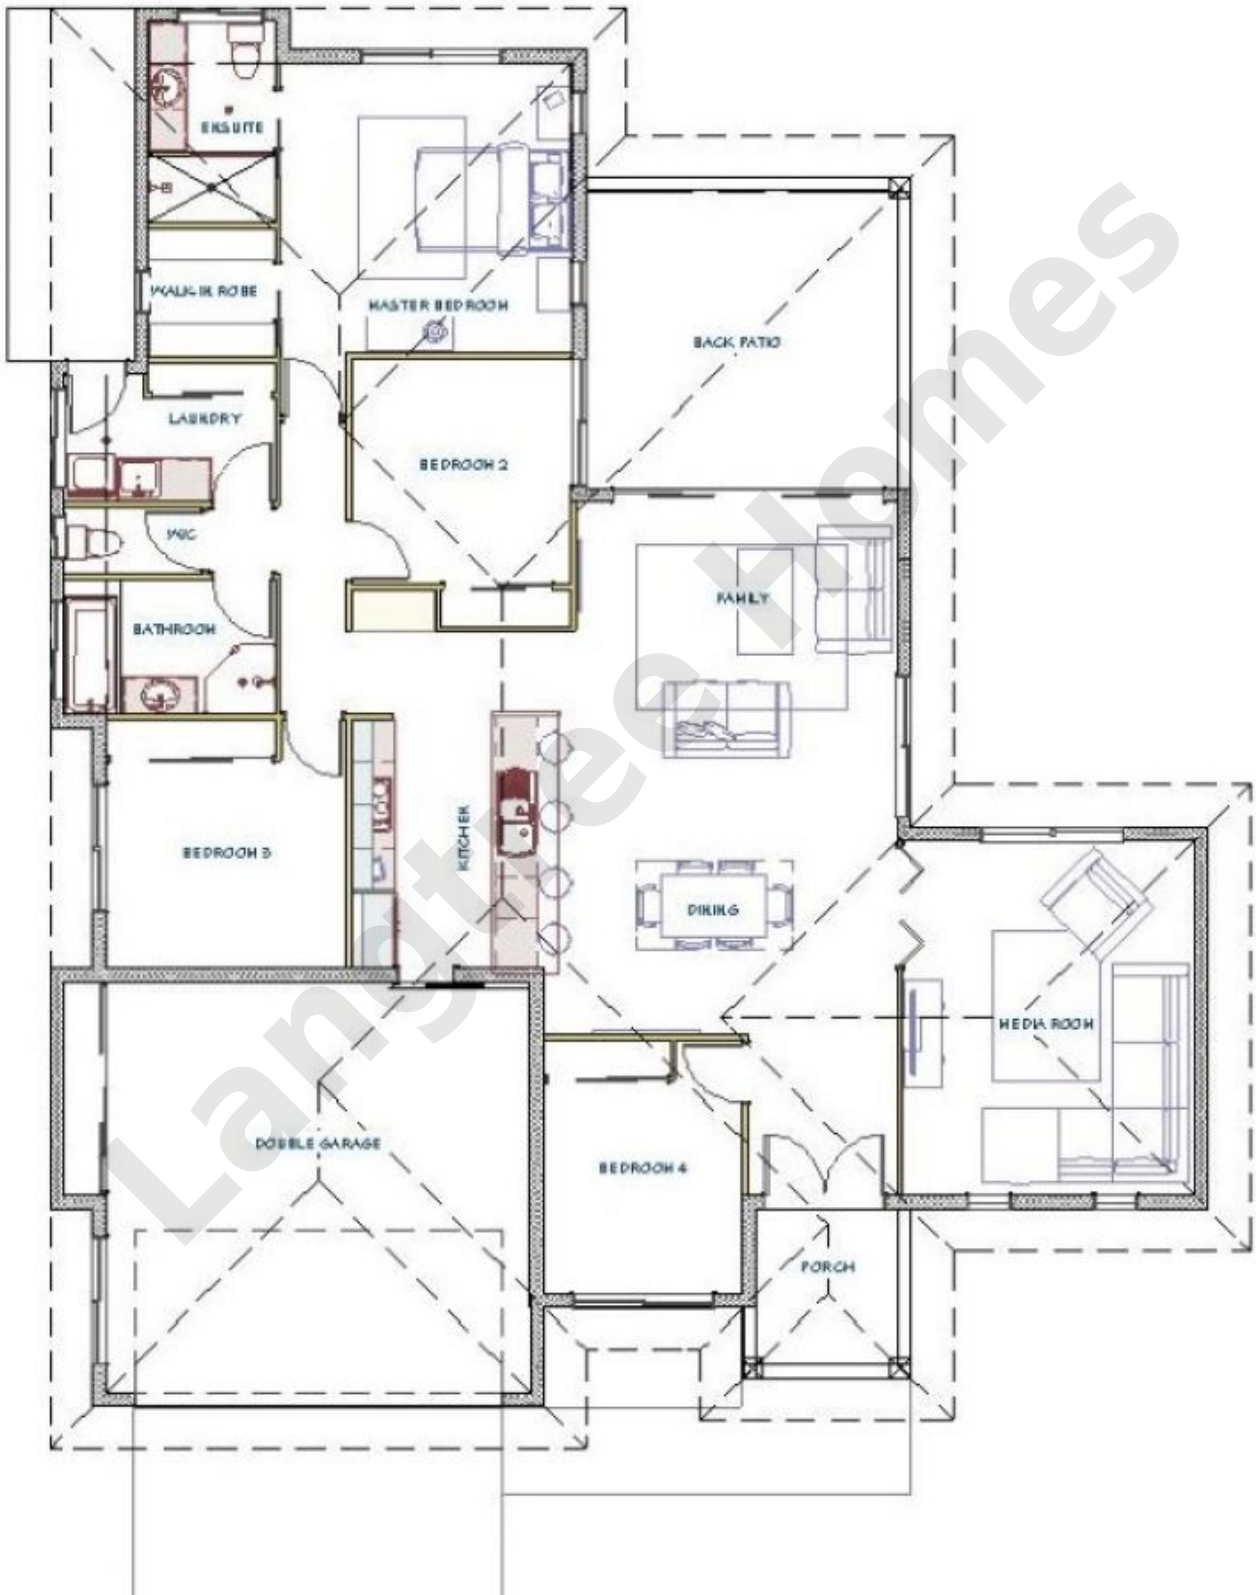 ENSUITE
WALK-IN ROBE
MASTER BEDROOM
BACK PATIO
LAUNDRY
BEDROOM 2
WC
FAMILY
BATHROOM
KITCHEN
BEDROOM 3
DINING
MEDIA ROOM
DOUBLE GARAGE
BEDROOM 4
PORCH
Langtree Homes